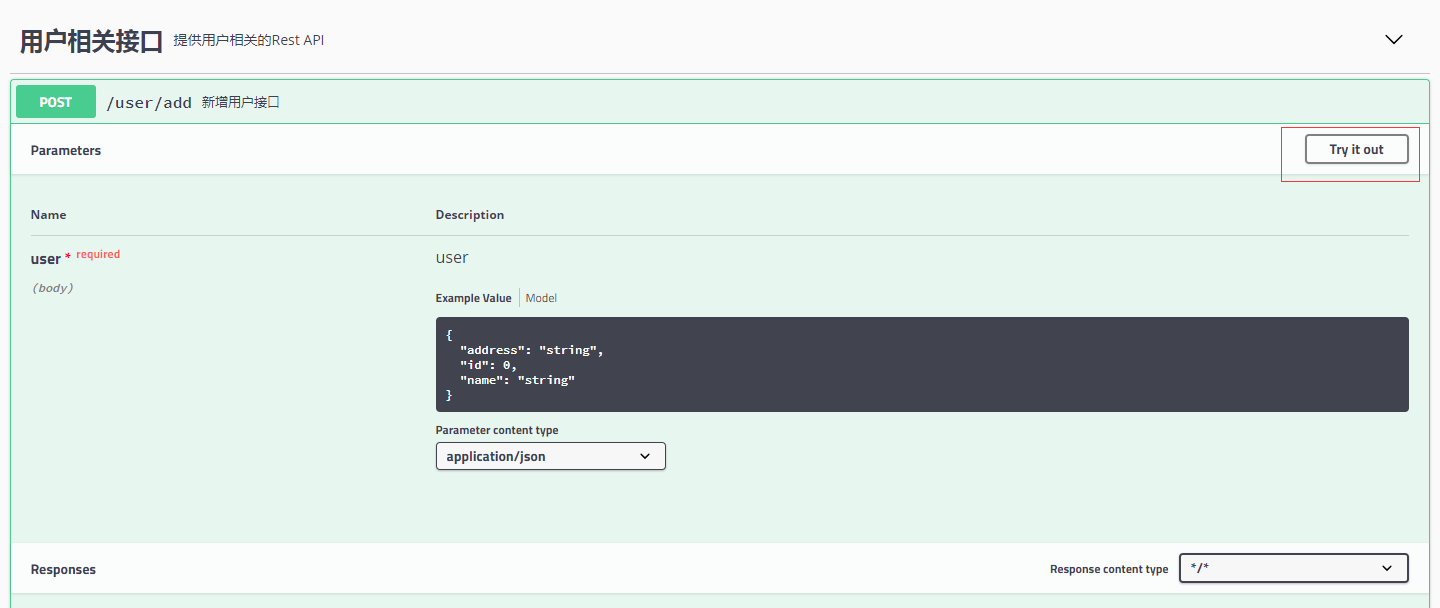 用户相关接口 提供用户相关的Rest API
POST /user/add 新增用户接口
Parameters Try it out
Name Description
user * required user
(body)
Example Value Model
{
"address": "string",
"id": 0,
"name": "string"
}
Parameter content type
application/json
Responses Response content type */*